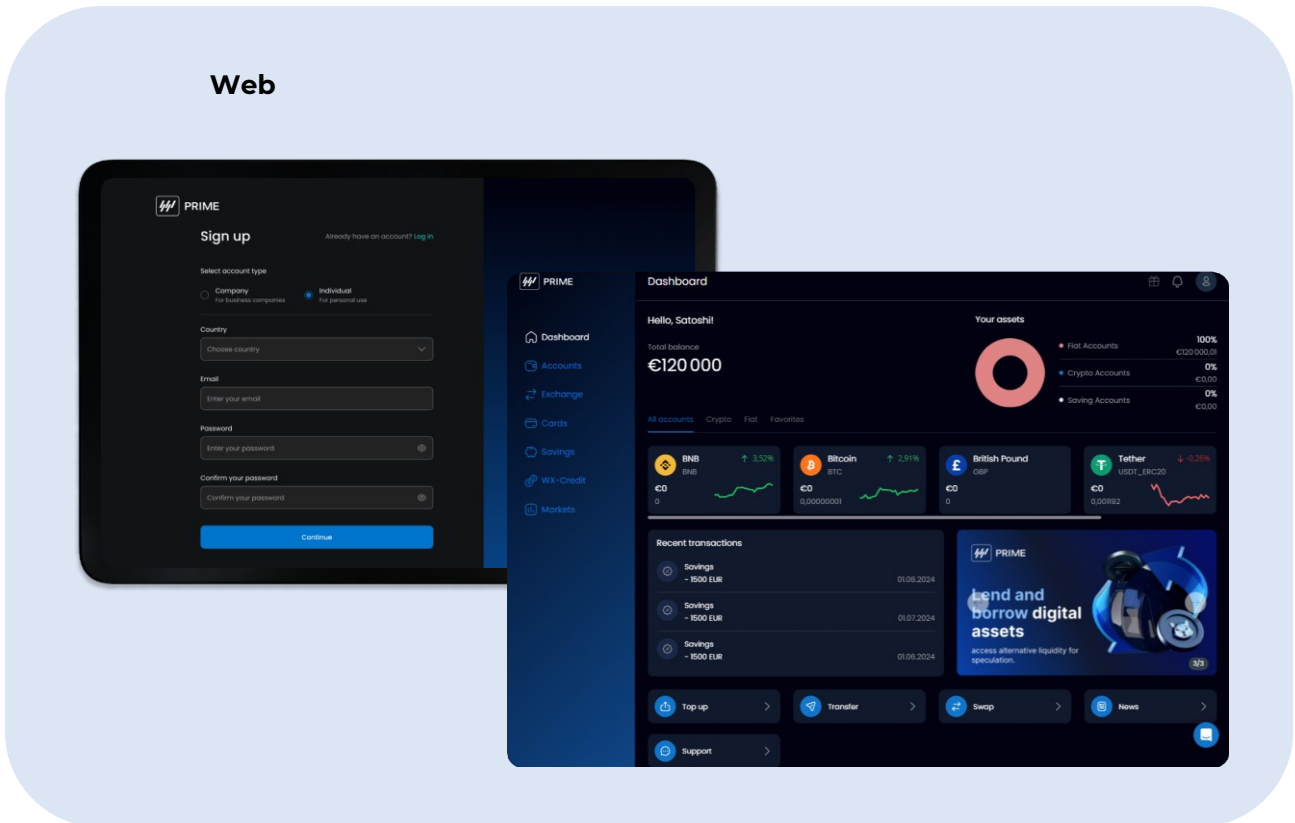 Web
PRIME
Sign up
Already have an account? Log in
Select account type
Company
For business companies
Individual
For personal use
Country
Choose country
Email
Enter your email
Password
Enter your password
Confirm your password
Confirm your password
Continue
PRIME
Dashboard
Accounts
Exchange
Cards
Savings
WX-Credit
Markets
Dashboard
Hello, Satoshi!
Total balance
€120 000
Your assets
Fiat Accounts 100%
€120 000,01
Crypto Accounts 0%
€0,00
Saving Accounts 0%
€0,00
All accounts Crypto Fiat Favorites
BNB ↑ 3,52%
BNB
€0
0
Bitcoin ↑ 2,91%
BTC
€0
0,00000001
British Pound
GBP
€0
0
Tether ↓ -0,26%
USDT_ERC20
€0
0,001192
Recent transactions
Savings
- 1500 EUR 01.08.2024
Savings
- 1500 EUR 01.07.2024
Savings
- 1500 EUR 01.06.2024
PRIME
Lend and
borrow digital
assets
access alternative liquidity for
speculation.
3/3
Top up
Transfer
Swap
News
Support